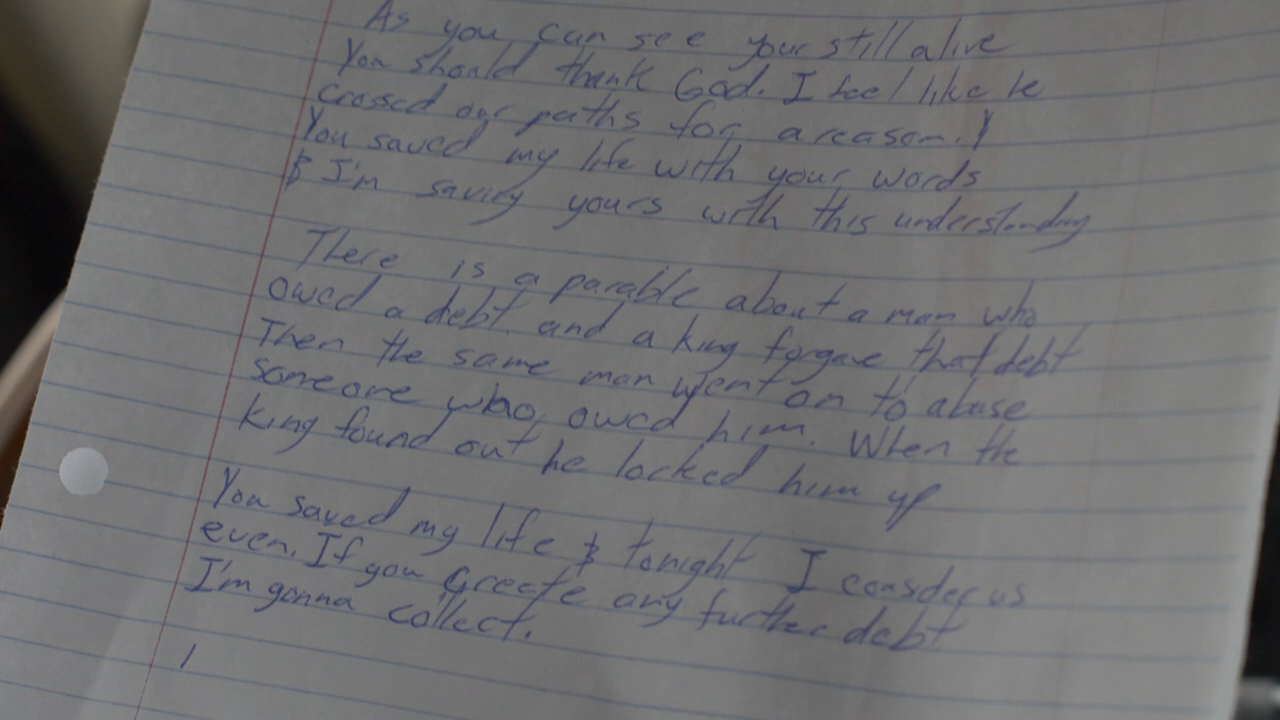 As you can see your still alive
You should thank God. I feel like he
crossed our paths for a reason.
You saved my life with your words
& I'm saving yours with this understanding
There is a parable about a man who
owed a debt and a king forgave that debt
Then the same man went on to abuse
someone who owed him. When the
king found out he locked him up
You saved my life & tonight I consider us
even. If you create any further debt
I'm gonna collect.